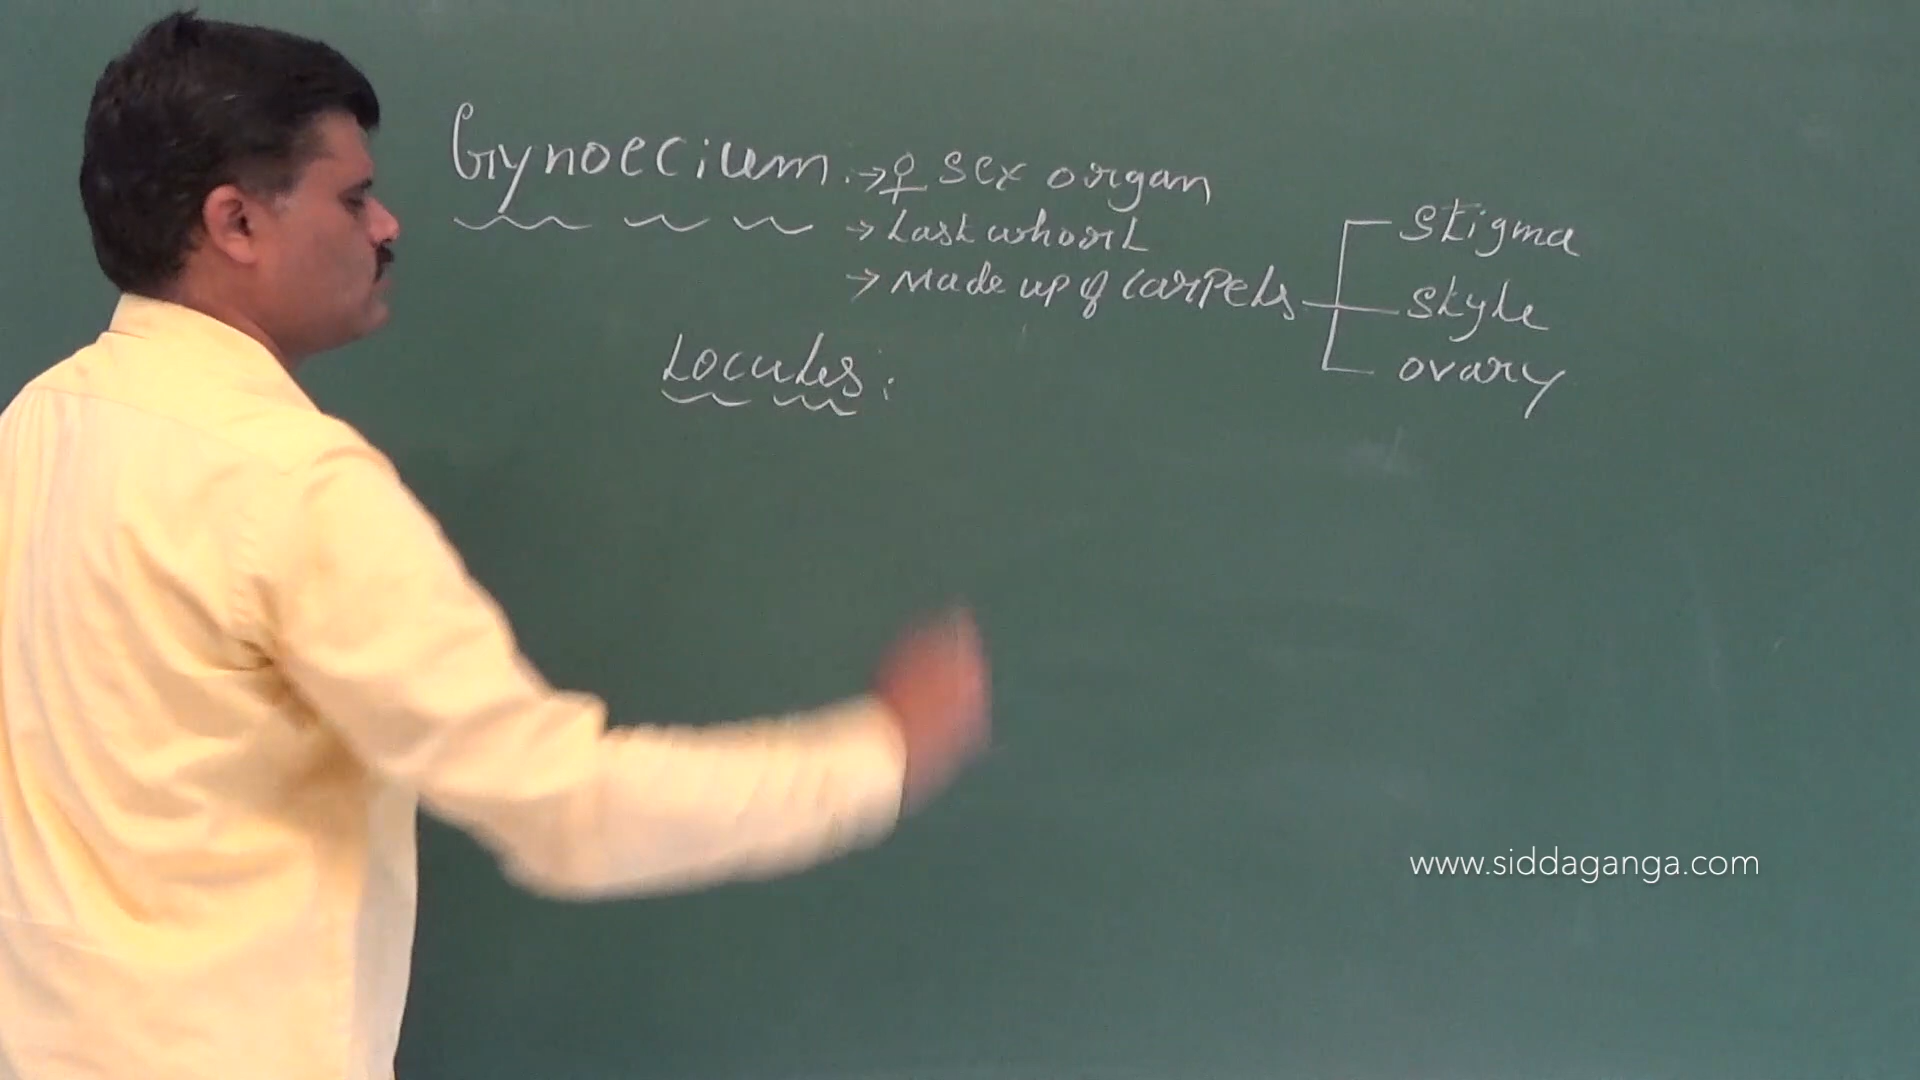 Gynoecium. → ♀ sex organ
→ Last whorl
→ Made up of carpels
Stigma
Style
ovary
Locules:
www.siddaganga.com